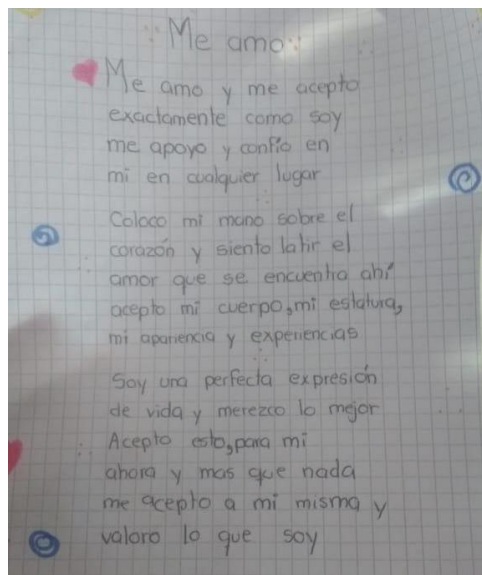 Me amo
Me amo y me acepto
exactamente como soy
me apoyo y confío en
mi en cualquier lugar
Coloco mi mano sobre el
corazón y siento latir el
amor que se encuentra ahí
acepto mi cuerpo, mi estatura,
mi apariencia y experiencias
Soy una perfecta expresión
de vida y merezco lo mejor
Acepto esto, para mi
ahora y mas que nada
me acepto a mi misma y
valoro lo que soy